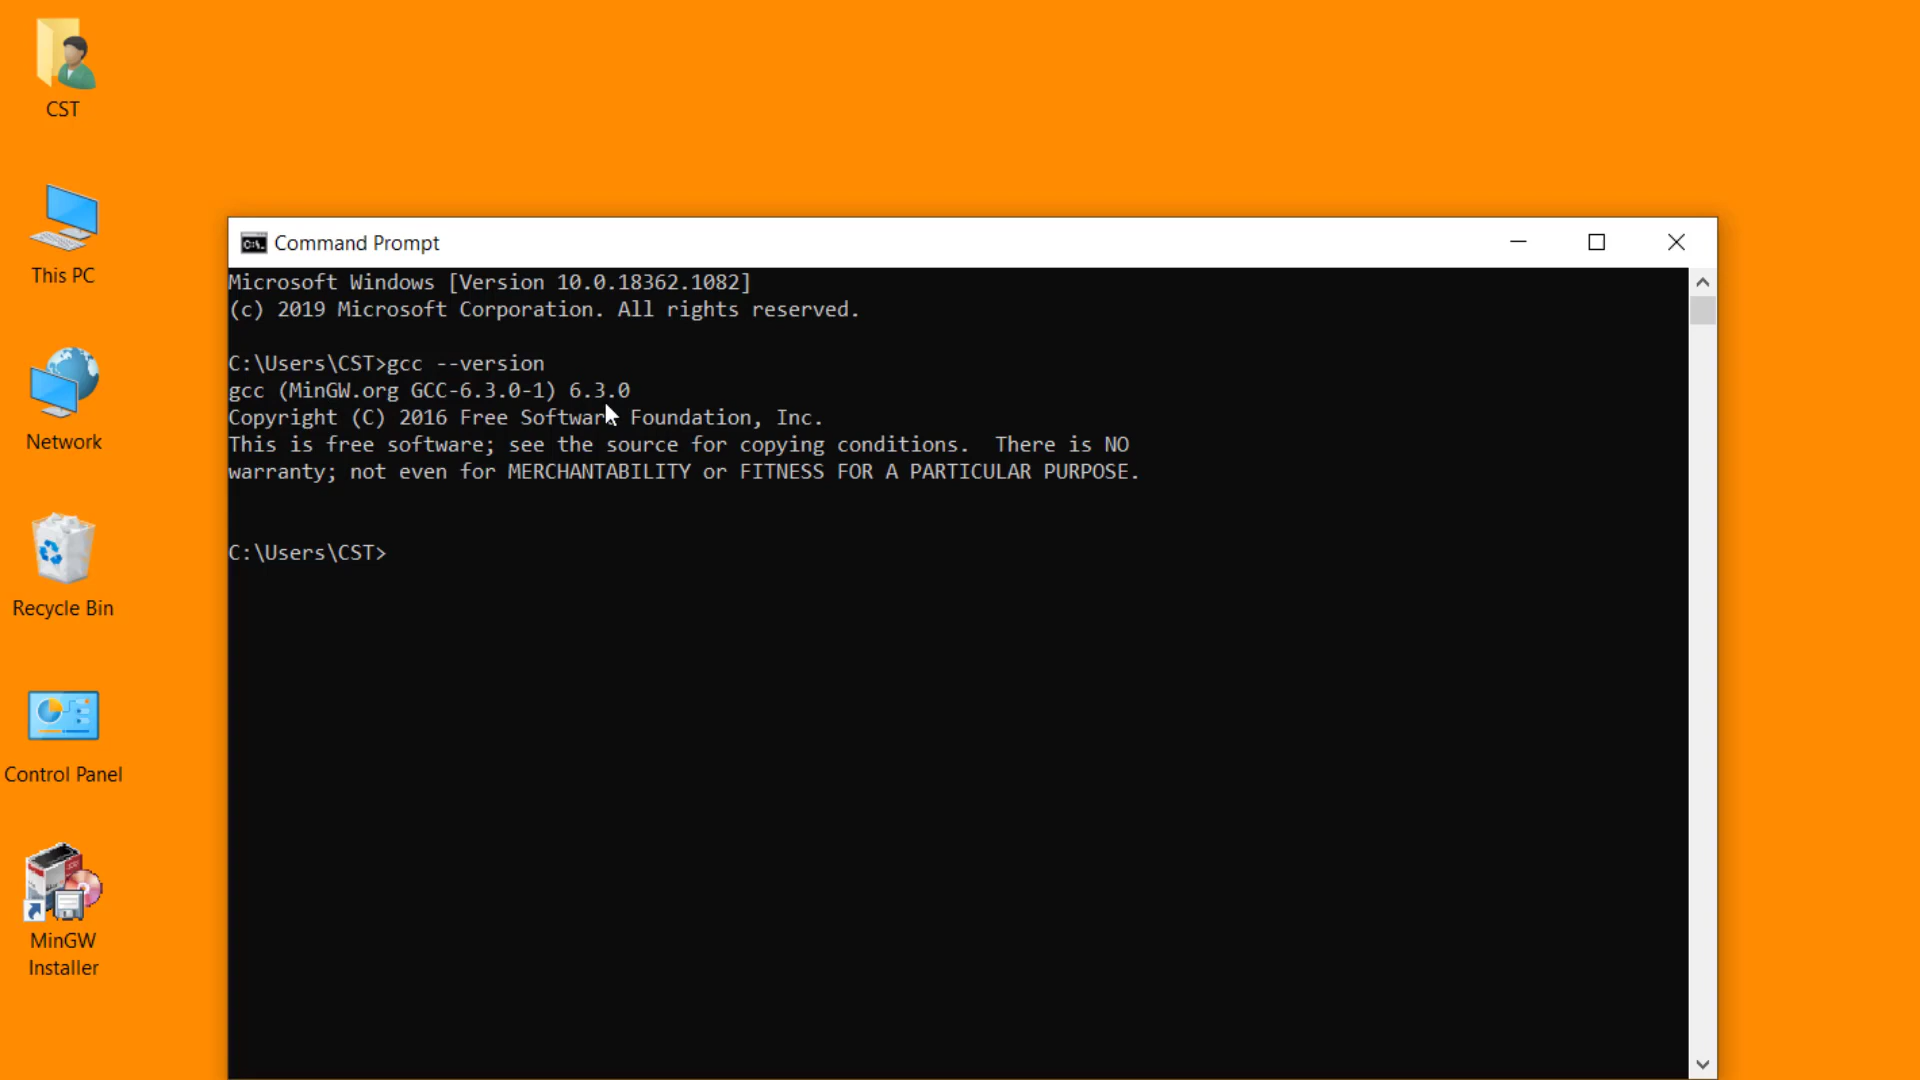 CST
This PC
Network
Recycle Bin
Control Panel
MinGW
Installer
Command Prompt
Microsoft Windows [Version 10.0.18362.1082]
(c) 2019 Microsoft Corporation. All rights reserved.
C:\Users\CST>gcc --version
gcc (MinGW.org GCC-6.3.0-1) 6.3.0
Copyright (C) 2016 Free Software Foundation, Inc.
This is free software; see the source for copying conditions.  There is NO
warranty; not even for MERCHANTABILITY or FITNESS FOR A PARTICULAR PURPOSE.
C:\Users\CST>